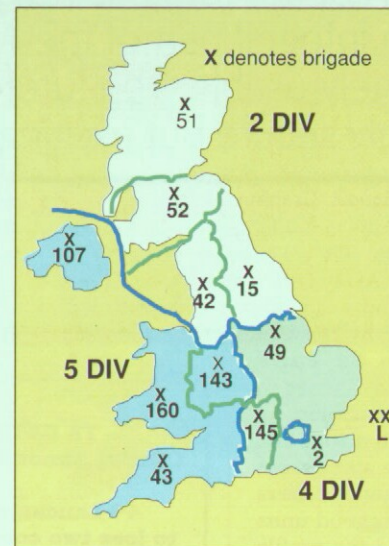 X denotes brigade
X
51
2 DIV
X
52
X
107
X
42
X
15
X
49
5 DIV
X
143
X
160
X
145
XX
L
X
2
X
43
4 DIV